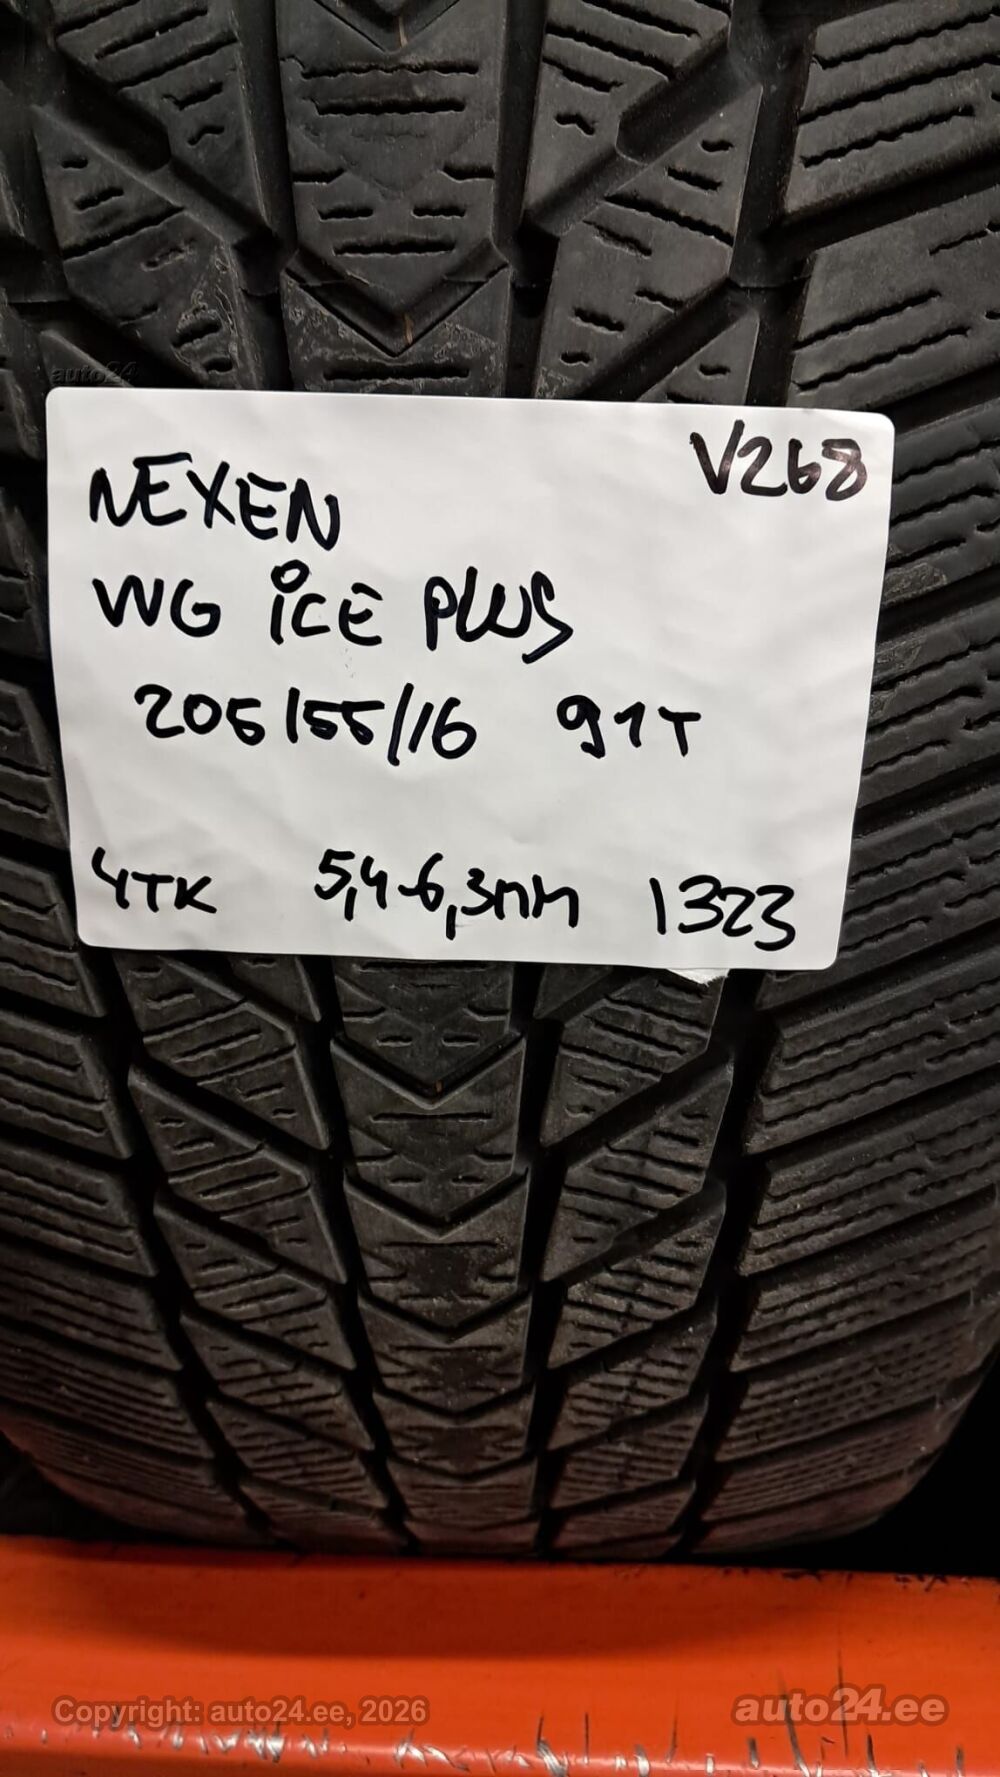 auto24
V268
NEXEN
WG iCE PLUS
205/55/16 91T
4TK 5,4-6,3mm 1323
Copyright: auto24.ee, 2026
auto24.ee